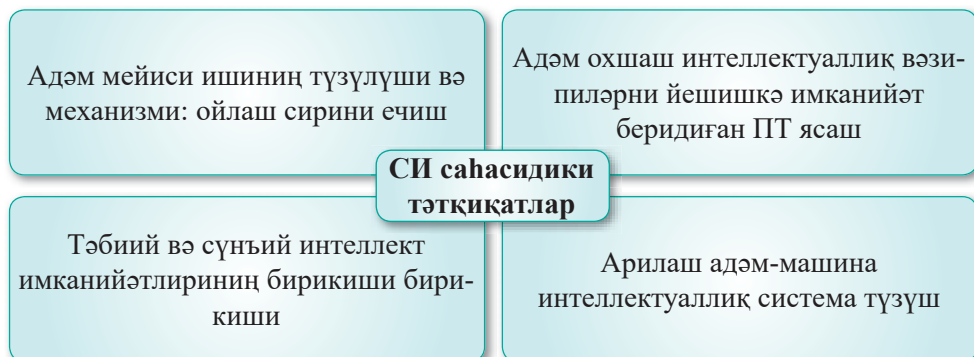 Адәм мейиси ишиниң түзүлүши вә
механизми: ойлаш сирини ечиш
Адәм охшаш интеллектуаллиқ вәзи-
пиләрни йешишкә имканийәт
беридиған ПТ ясаш
СИ саһасидики
тәтқиқатлар
Тәбиий вә сүнъий интеллект
имканийәтлириниң бирикиши бири-
киши
Арилаш адәм-машина
интеллектуаллиқ система түзүш